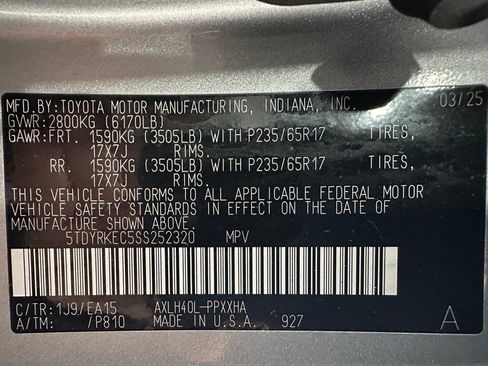 MFD.BY:TOYOTA MOTOR MANUFACTURING, INDIANA, INC. 03/25
GVWR:2800KG (6170LB)
GAWR:FRT. 1590KG (3505LB) WITH P235/65R17 TIRES,
17X7J RIMS.
RR. 1590KG (3505LB) WITH P235/65R17 TIRES,
17X7J RIMS.
THIS VEHICLE CONFORMS TO ALL APPLICABLE FEDERAL MOTOR
VEHICLE SAFETY STANDARDS IN EFFECT ON THE DATE OF
MANUFACTURE SHOWN ABOVE.
5TDYRKEC5SS252320 MPV
C/TR:1J9/EA15 AXLH40L-PPXXHA
A/TM: /P810 MADE IN U.S.A. 927 A